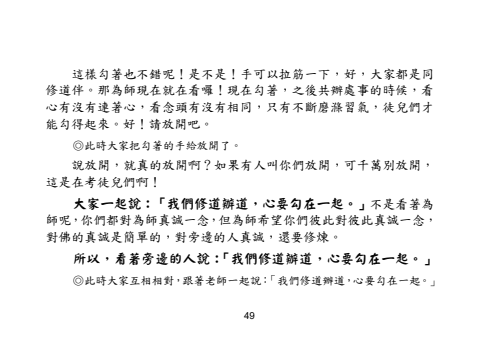 這樣勾著也不錯呢！是不是！手可以拉筋一下，好，大家都是同
修道伴。那為師現在就在看囉！現在勾著，之後共辦處事的時候，看
心有沒有連著心，看念頭有沒有相同，只有不斷磨滌習氣，徒兒們才
能勾得起來。好！請放開吧。
◎此時大家把勾著的手給放開了。
說放開，就真的放開啊？如果有人叫你們放開，可千萬別放開，
這是在考徒兒們啊！
大家一起說：「我們修道辦道，心要勾在一起。」不是看著為
師呢，你們都對為師真誠一念，但為師希望你們彼此對彼此真誠一念，
對佛的真誠是簡單的，對旁邊的人真誠，還要修煉。
所以，看著旁邊的人說：「我們修道辦道，心要勾在一起。」
◎此時大家互相相對，跟著老師一起說：「我們修道辦道，心要勾在一起。」
49